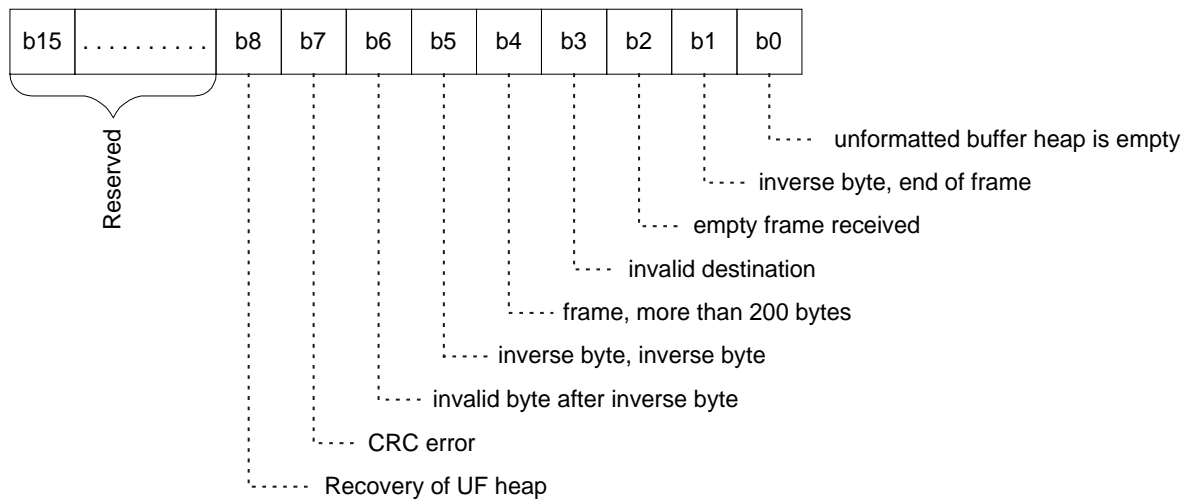 b15 . . . . . . . . . . b8 b7 b6 b5 b4 b3 b2 b1 b0
Reserved
unformatted buffer heap is empty
inverse byte, end of frame
empty frame received
invalid destination
frame, more than 200 bytes
inverse byte, inverse byte
invalid byte after inverse byte
CRC error
Recovery of UF heap